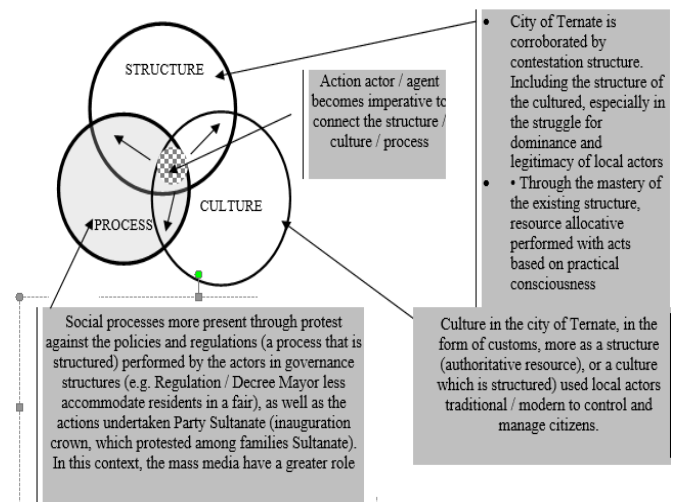 STRUCTURE
PROCESS
CULTURE
Action actor / agent
becomes imperative to
connect the structure /
culture / process
• City of Ternate is
corroborated by
contestation structure.
Including the structure of
the cultured, especially in
the struggle for
dominance and
legitimacy of local actors
• • Through the mastery of
the existing structure,
resource allocative
performed with acts
based on practical
consciousness
Social processes more present through protest
against the policies and regulations (a process that is
structured) performed by the actors in governance
structures (e.g. Regulation / Decree Mayor less
accommodate residents in a fair), as well as the
actions undertaken Party Sultanate (inauguration
crown, which protested among families Sultanate).
In this context, the mass media have a greater role
Culture in the city of Ternate, in the
form of customs, more as a structure
(authoritative resource), or a culture
which is structured) used local actors
traditional / modern to control and
manage citizens.